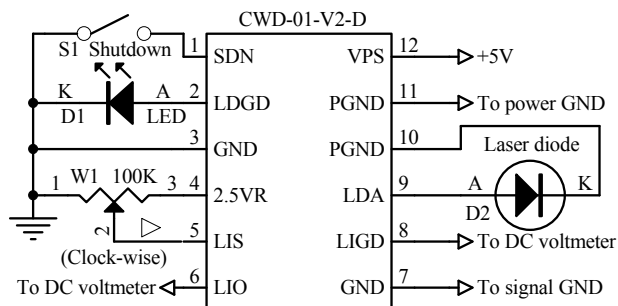 CWD-01-V2-D
S1 Shutdown 1 SDN VPS 12 +5V
K A 2 LDGD PGND 11 To power GND
D1 LED
3 GND PGND 10 Laser diode
W1 100K
1 3 4 2.5VR LDA 9 A K
D2
2 5 LIS LIGD 8 To DC voltmeter
(Clock-wise)
To DC voltmeter 6 LIO GND 7 To signal GND